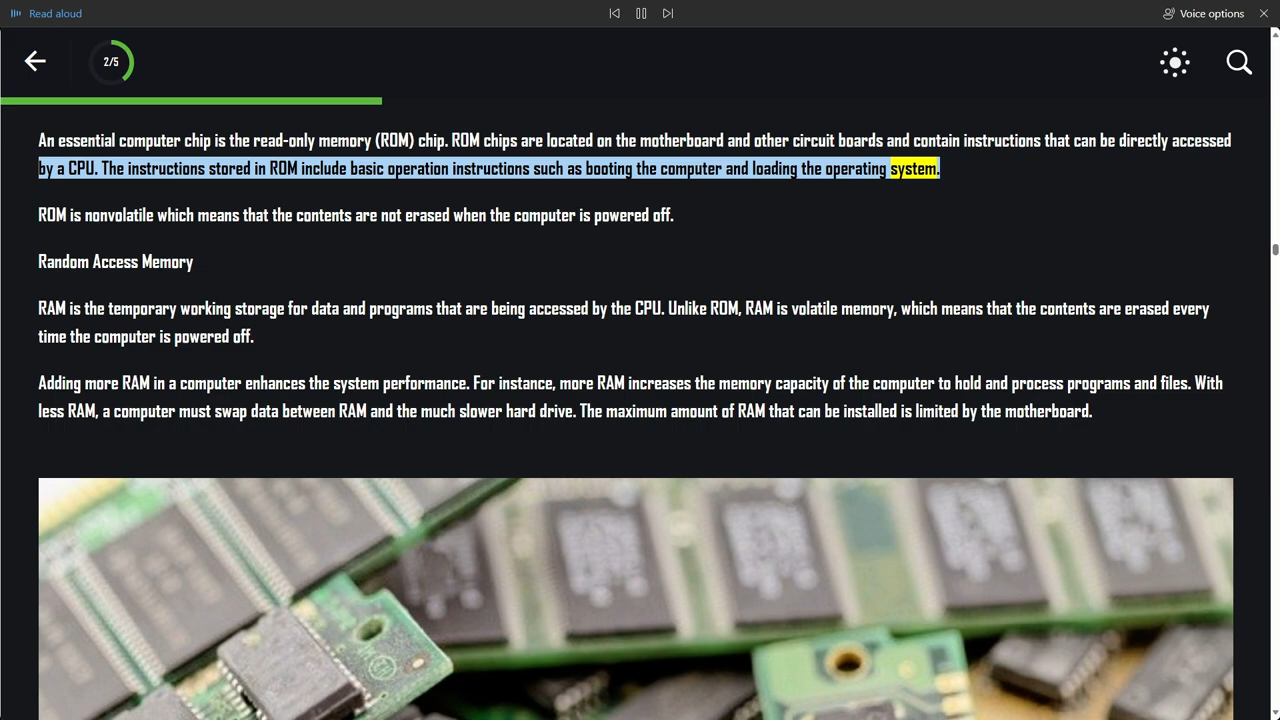 Read aloud
Voice options
2/5
An essential computer chip is the read-only memory (ROM) chip. ROM chips are located on the motherboard and other circuit boards and contain instructions that can be directly accessed
by a CPU. The instructions stored in ROM include basic operation instructions such as booting the computer and loading the operating system.
ROM is nonvolatile which means that the contents are not erased when the computer is powered off.
Random Access Memory
RAM is the temporary working storage for data and programs that are being accessed by the CPU. Unlike ROM, RAM is volatile memory, which means that the contents are erased every
time the computer is powered off.
Adding more RAM in a computer enhances the system performance. For instance, more RAM increases the memory capacity of the computer to hold and process programs and files. With
less RAM, a computer must swap data between RAM and the much slower hard drive. The maximum amount of RAM that can be installed is limited by the motherboard.